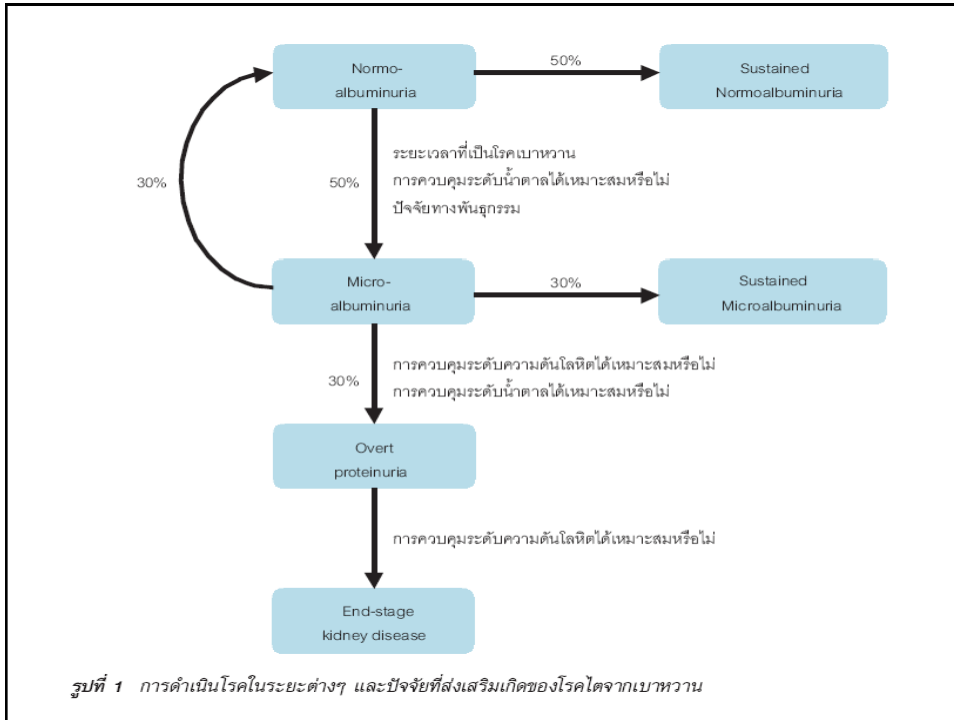 Normo-
albuminuria
50%
Sustained
Normoalbuminuria
30%
50%
ระยะเวลาที่เป็นโรคเบาหวาน
การควบคุมระดับน้ำตาลได้เหมาะสมหรือไม่
ปัจจัยทางพันธุกรรม
Micro-
albuminuria
30%
Sustained
Microalbuminuria
30%
การควบคุมระดับความดันโลหิตได้เหมาะสมหรือไม่
การควบคุมระดับน้ำตาลได้เหมาะสมหรือไม่
Overt
proteinuria
การควบคุมระดับความดันโลหิตได้เหมาะสมหรือไม่
End-stage
kidney disease
รูปที่ 1 การดำเนินโรคในระยะต่างๆ และปัจจัยที่ส่งเสริมเกิดของโรคไตจากเบาหวาน